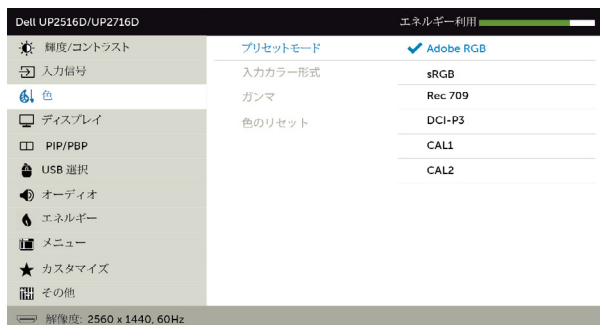 Dell UP2516D/UP2716D エネルギー利用
輝度/コントラスト プリセットモード Adobe RGB
入力信号 入力カラー形式 sRGB
色 ガンマ Rec 709
ディスプレイ 色のリセット DCI-P3
PIP/PBP CAL1
USB 選択 CAL2
オーディオ
エネルギー
メニュー
カスタマイズ
その他
解像度: 2560 x 1440, 60Hz